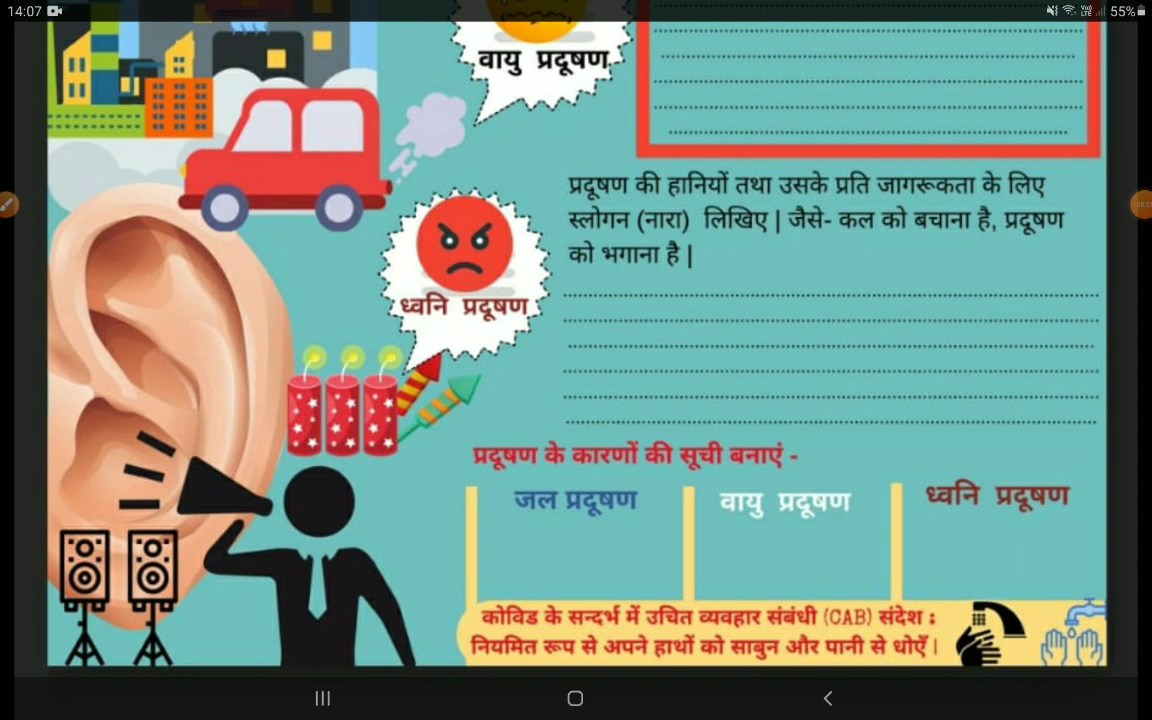 14:07
55%
वायु प्रदूषण
प्रदूषण की हानियों तथा उसके प्रति जागरूकता के लिए
स्लोगन (नारा) लिखिए | जैसे- कल को बचाना है, प्रदूषण
को भगाना है |
ध्वनि प्रदूषण
प्रदूषण के कारणों की सूची बनाएं -
जल प्रदूषण
वायु प्रदूषण
ध्वनि प्रदूषण
कोविड के सन्दर्भ में उचित व्यवहार संबंधी (CAB) संदेश :
नियमित रूप से अपने हाथों को साबुन और पानी से धोएँ |